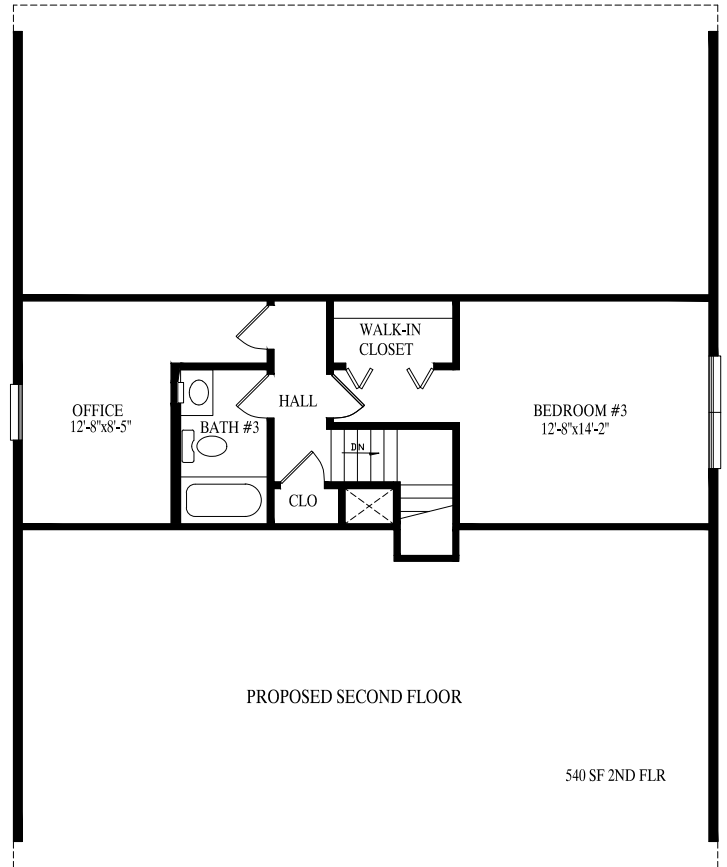 WALK-IN
CLOSET
OFFICE
12'-8"x8'-5"
HALL
BATH #3
BEDROOM #3
12'-8"x14'-2"
DN
CLO
PROPOSED SECOND FLOOR
540 SF 2ND FLR